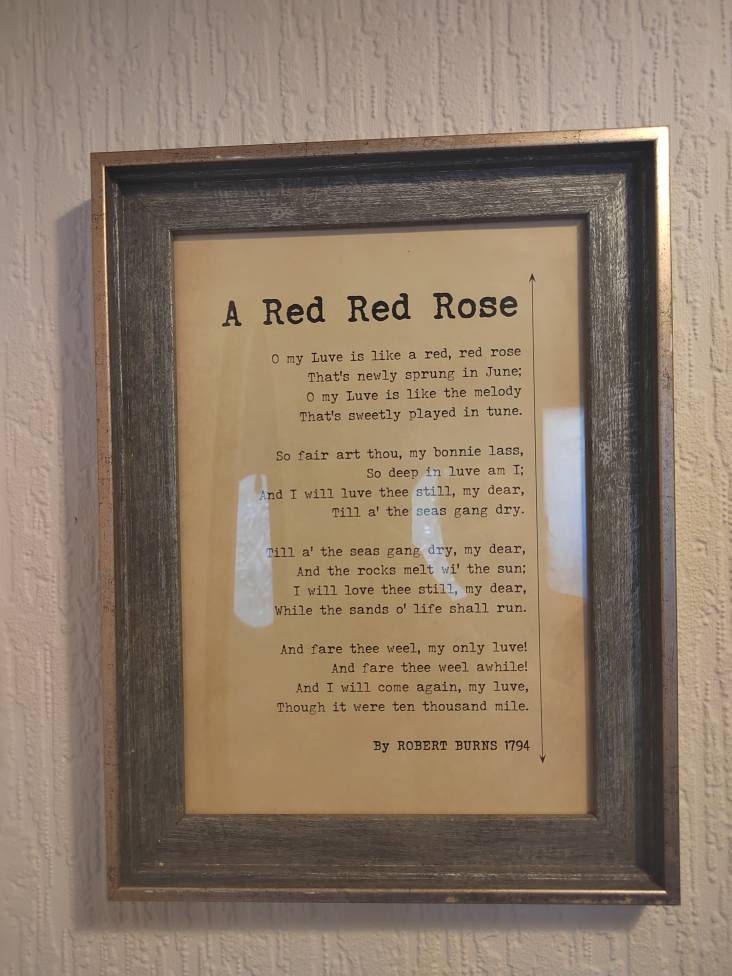 A Red Red Rose
O my Luve is like a red, red rose
That's newly sprung in June;
O my Luve is like the melody
That's sweetly played in tune.
So fair art thou, my bonnie lass,
So deep in luve am I;
And I will luve thee still, my dear,
Till a' the seas gang dry.
Till a' the seas gang dry, my dear,
And the rocks melt wi' the sun;
I will love thee still, my dear,
While the sands o' life shall run.
And fare thee weel, my only luve!
And fare thee weel awhile!
And I will come again, my luve,
Though it were ten thousand mile.
By ROBERT BURNS 1794